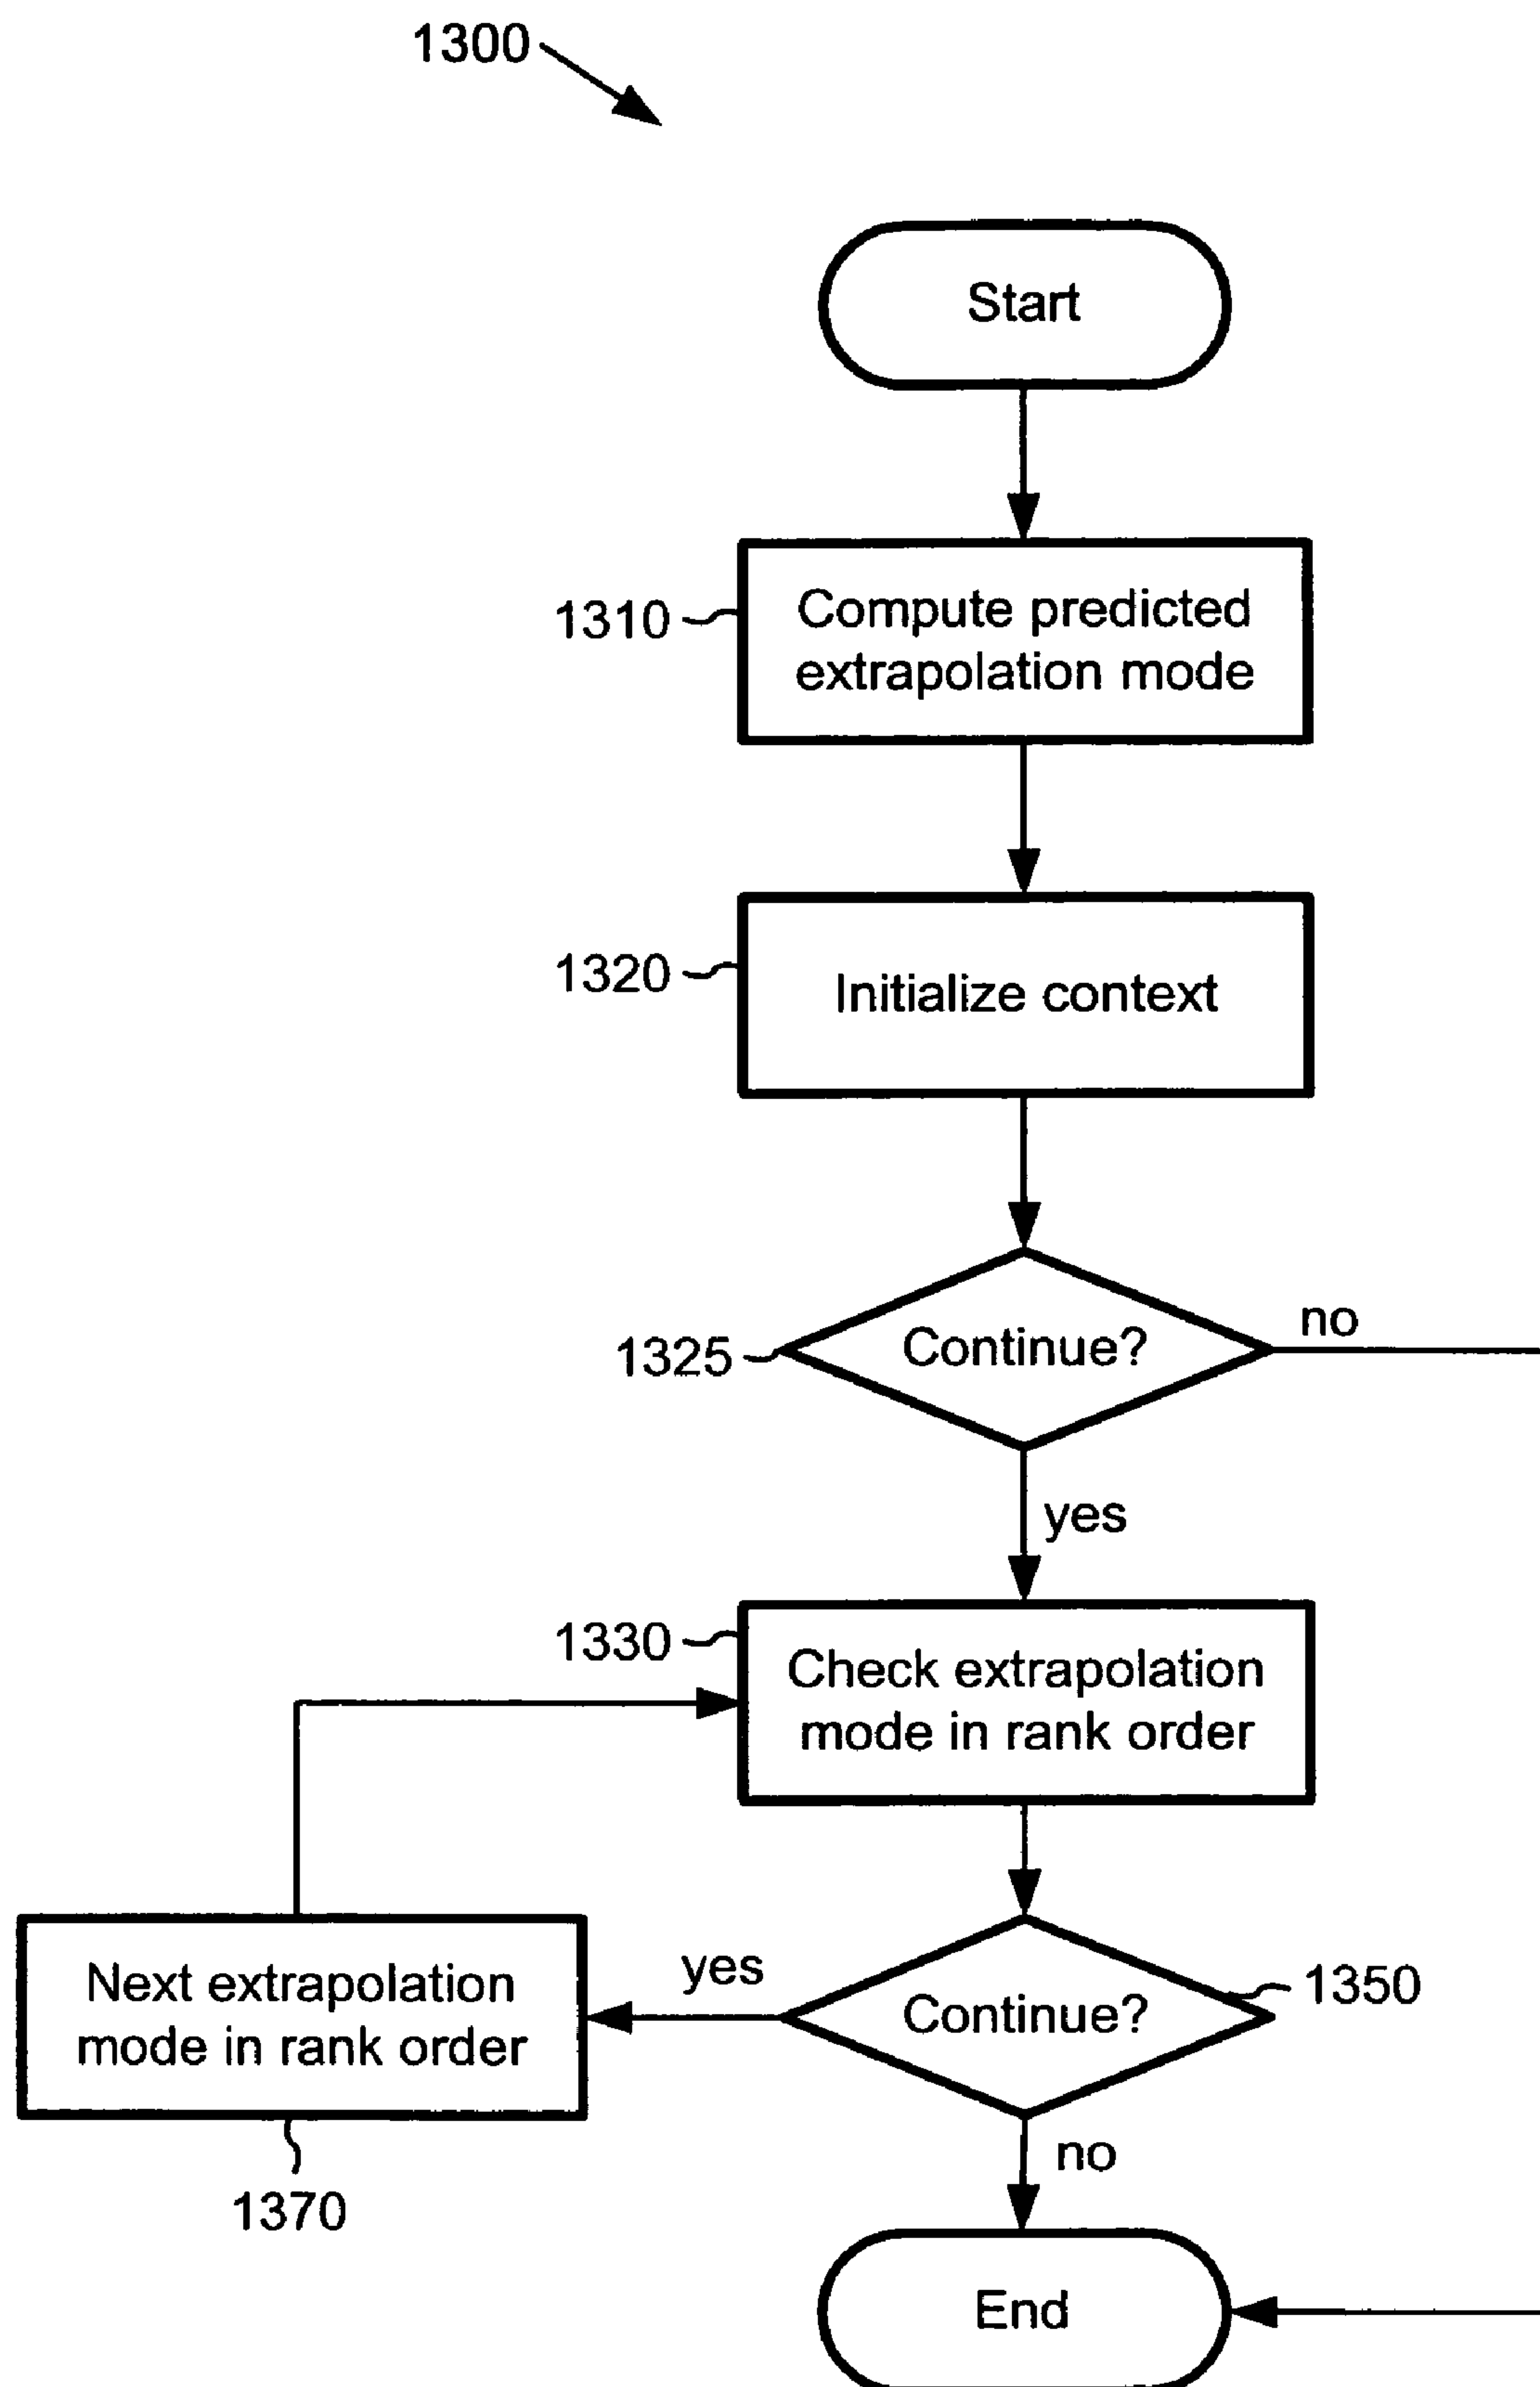 1300
Start
1310
Compute predicted
extrapolation mode
1320
Initialize context
1325
Continue?
no
yes
1330
Check extrapolation
mode in rank order
Next extrapolation
mode in rank order
yes
Continue?
1350
no
1370
End